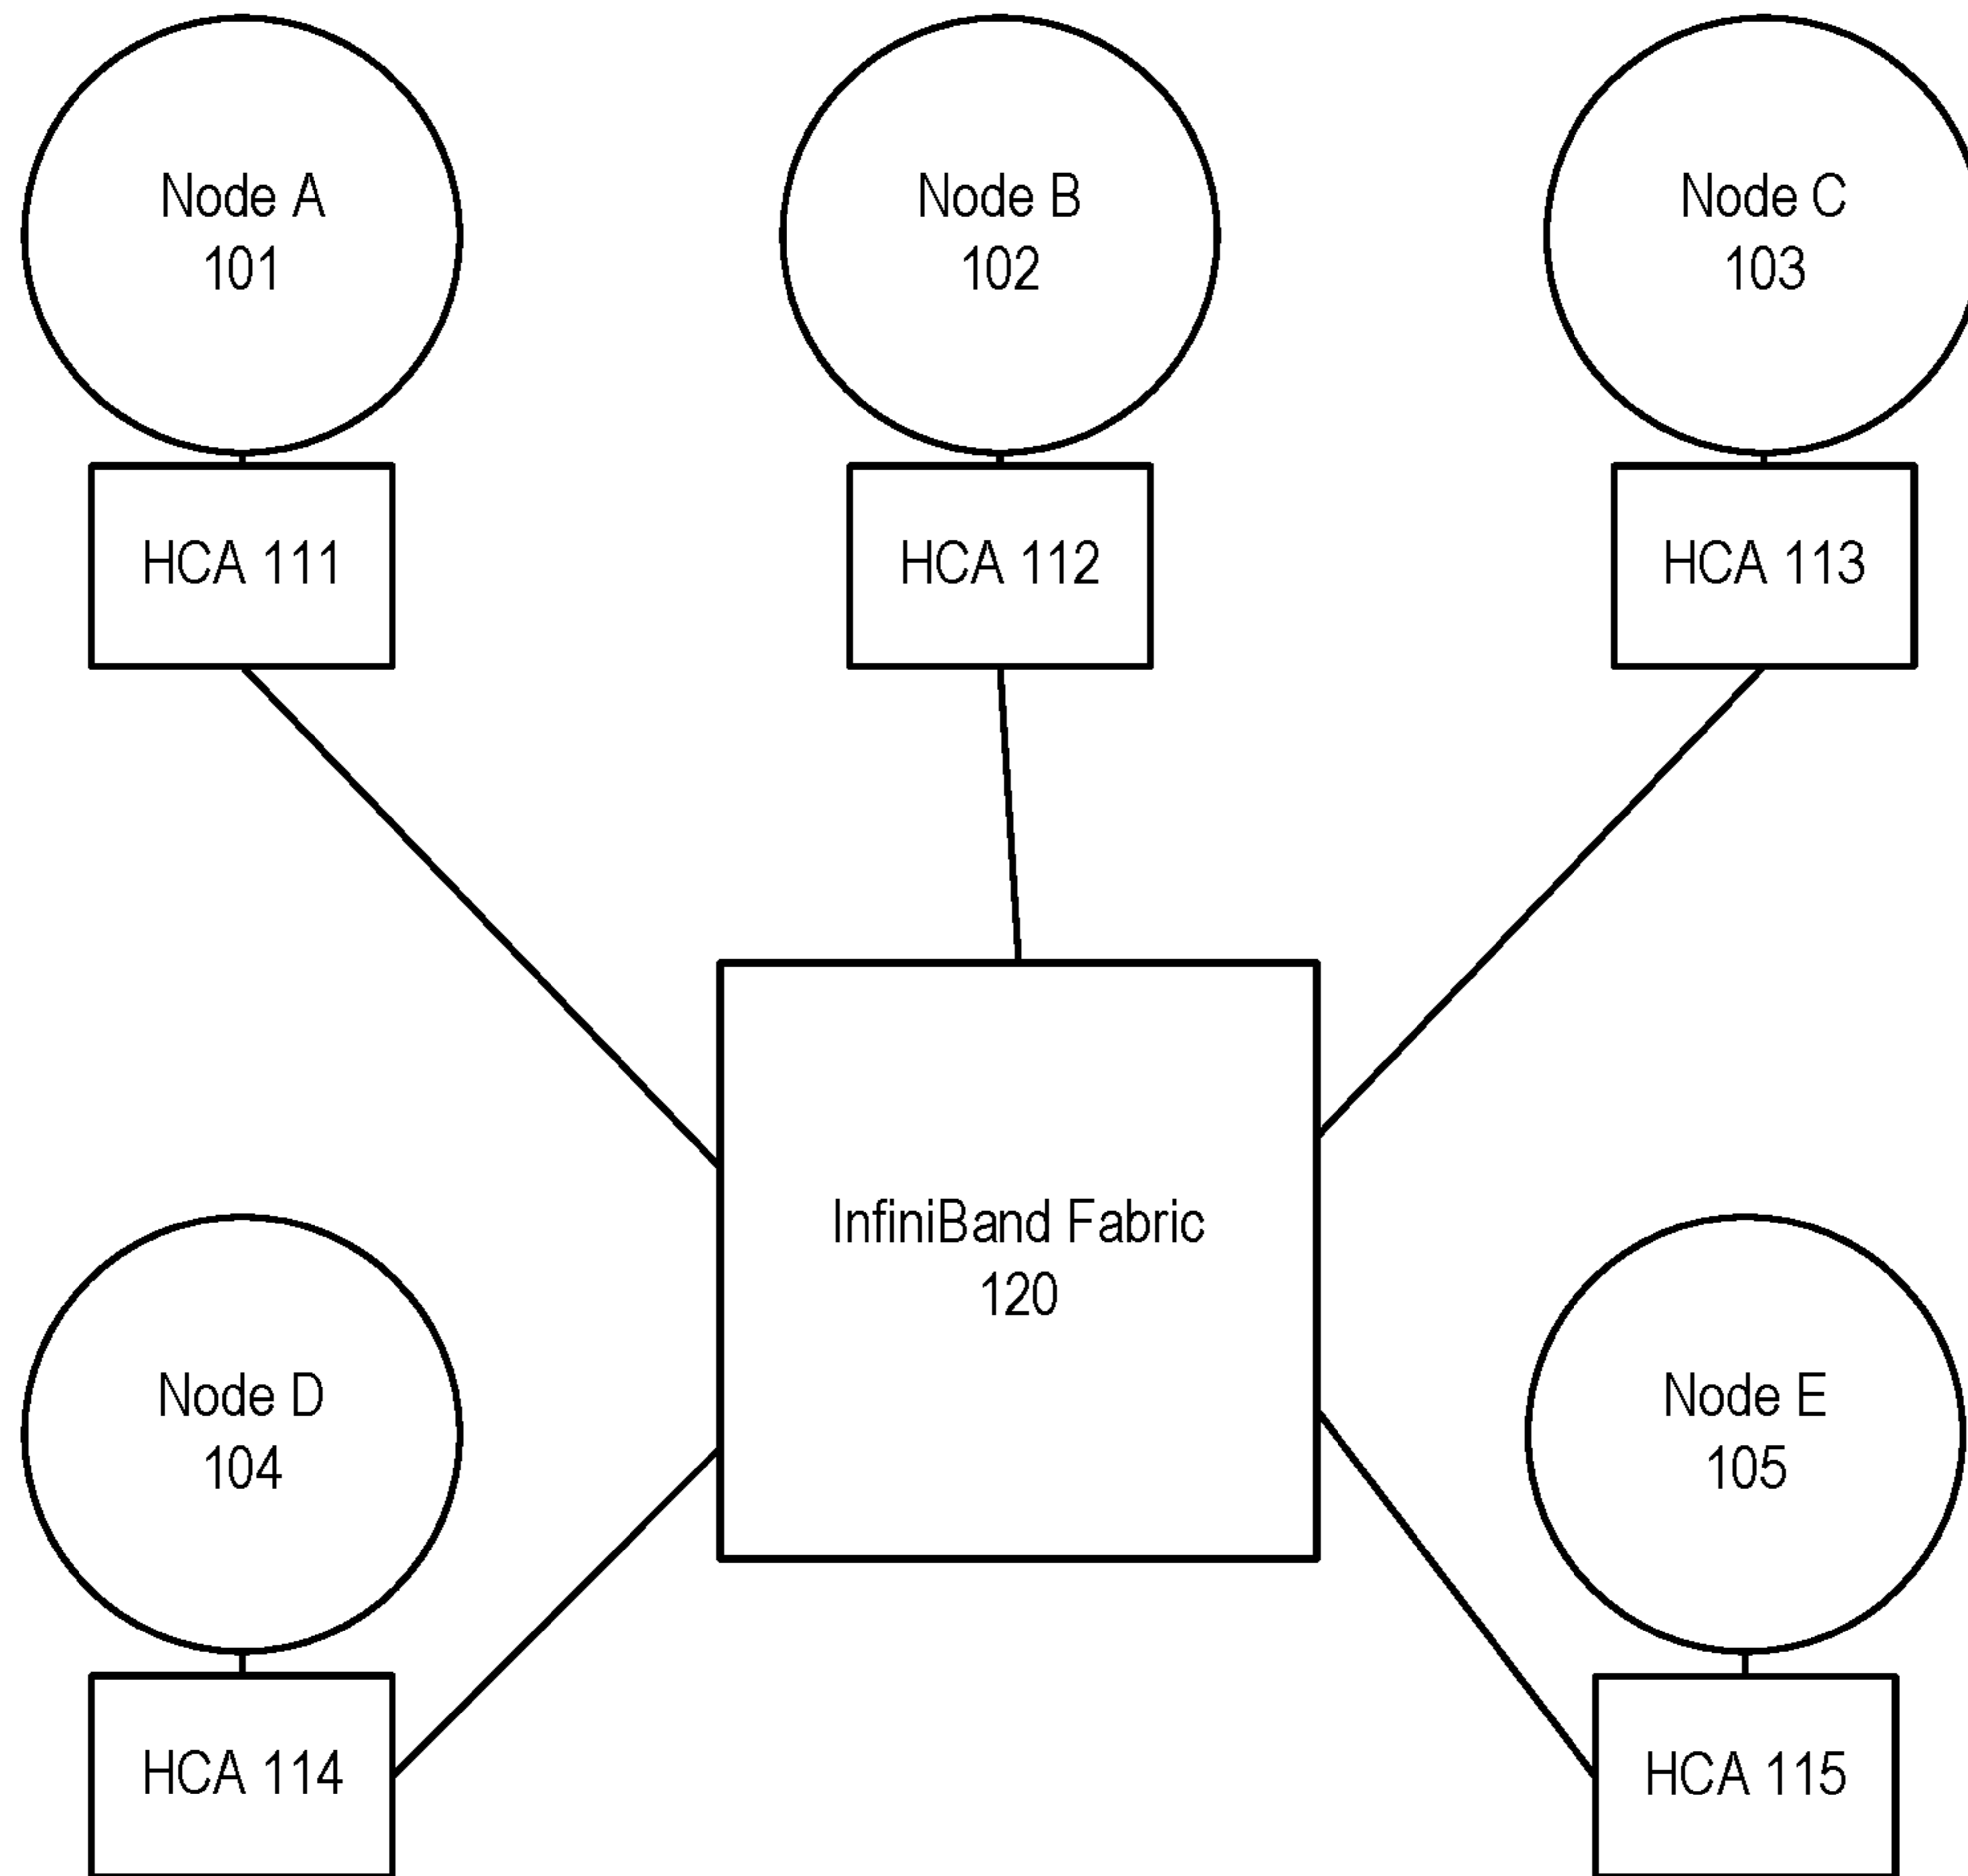 Node A
101
Node B
102
Node C
103
HCA 111
HCA 112
HCA 113
InfiniBand Fabric
120
Node D
104
Node E
105
HCA 114
HCA 115